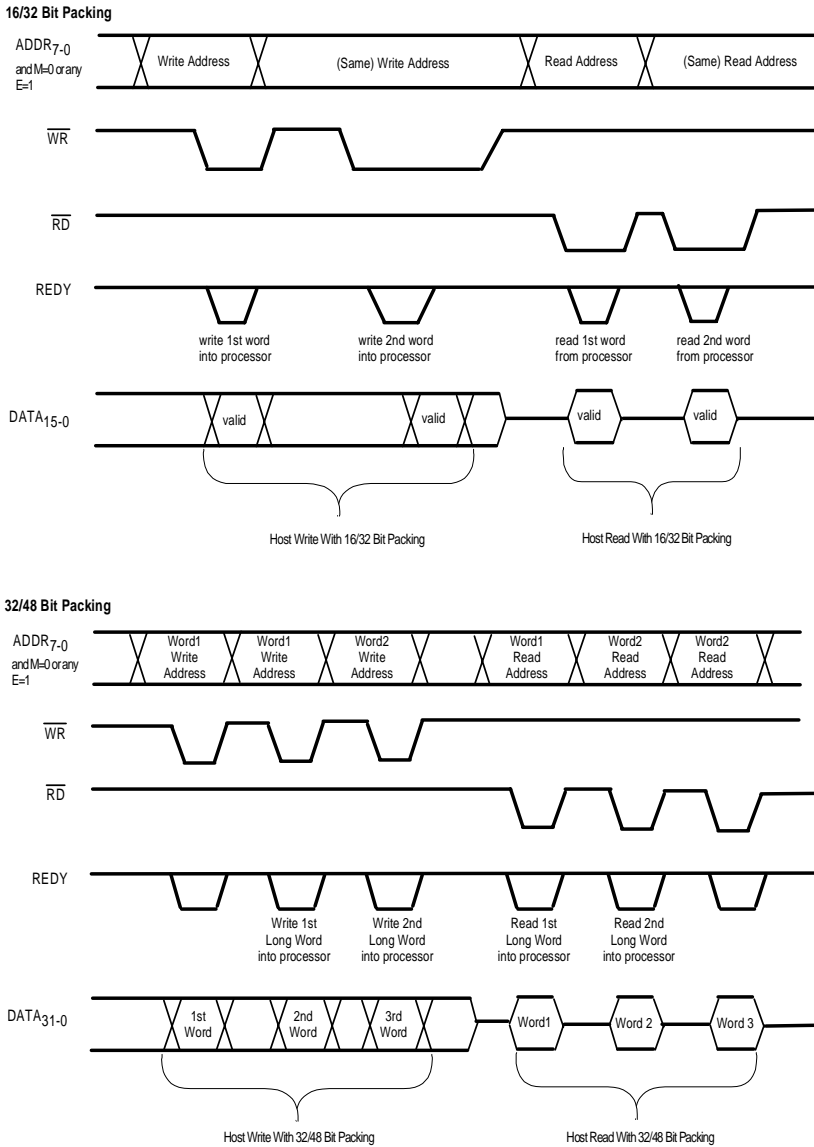 16/32 Bit Packing
ADDR7-0
and M=0 or any
E=1
Write Address
(Same) Write Address
Read Address
(Same) Read Address
WR
RD
REDY
write 1st word
into processor
write 2nd word
into processor
read 1st word
from processor
read 2nd word
from processor
DATA15-0
valid
valid
valid
valid
Host Write With 16/32 Bit Packing
Host Read With 16/32 Bit Packing
32/48 Bit Packing
ADDR7-0
and M=0 or any
E=1
Word1
Write
Address
Word1
Write
Address
Word2
Write
Address
Word1
Read
Address
Word2
Read
Address
Word2
Read
Address
WR
RD
REDY
Write 1st
Long Word
into processor
Write 2nd
Long Word
into processor
Read 1st
Long Word
into processor
Read 2nd
Long Word
into processor
DATA31-0
1st
Word
2nd
Word
3rd
Word
Word1
Word 2
Word 3
Host Write With 32/48 Bit Packing
Host Read With 32/48 Bit Packing